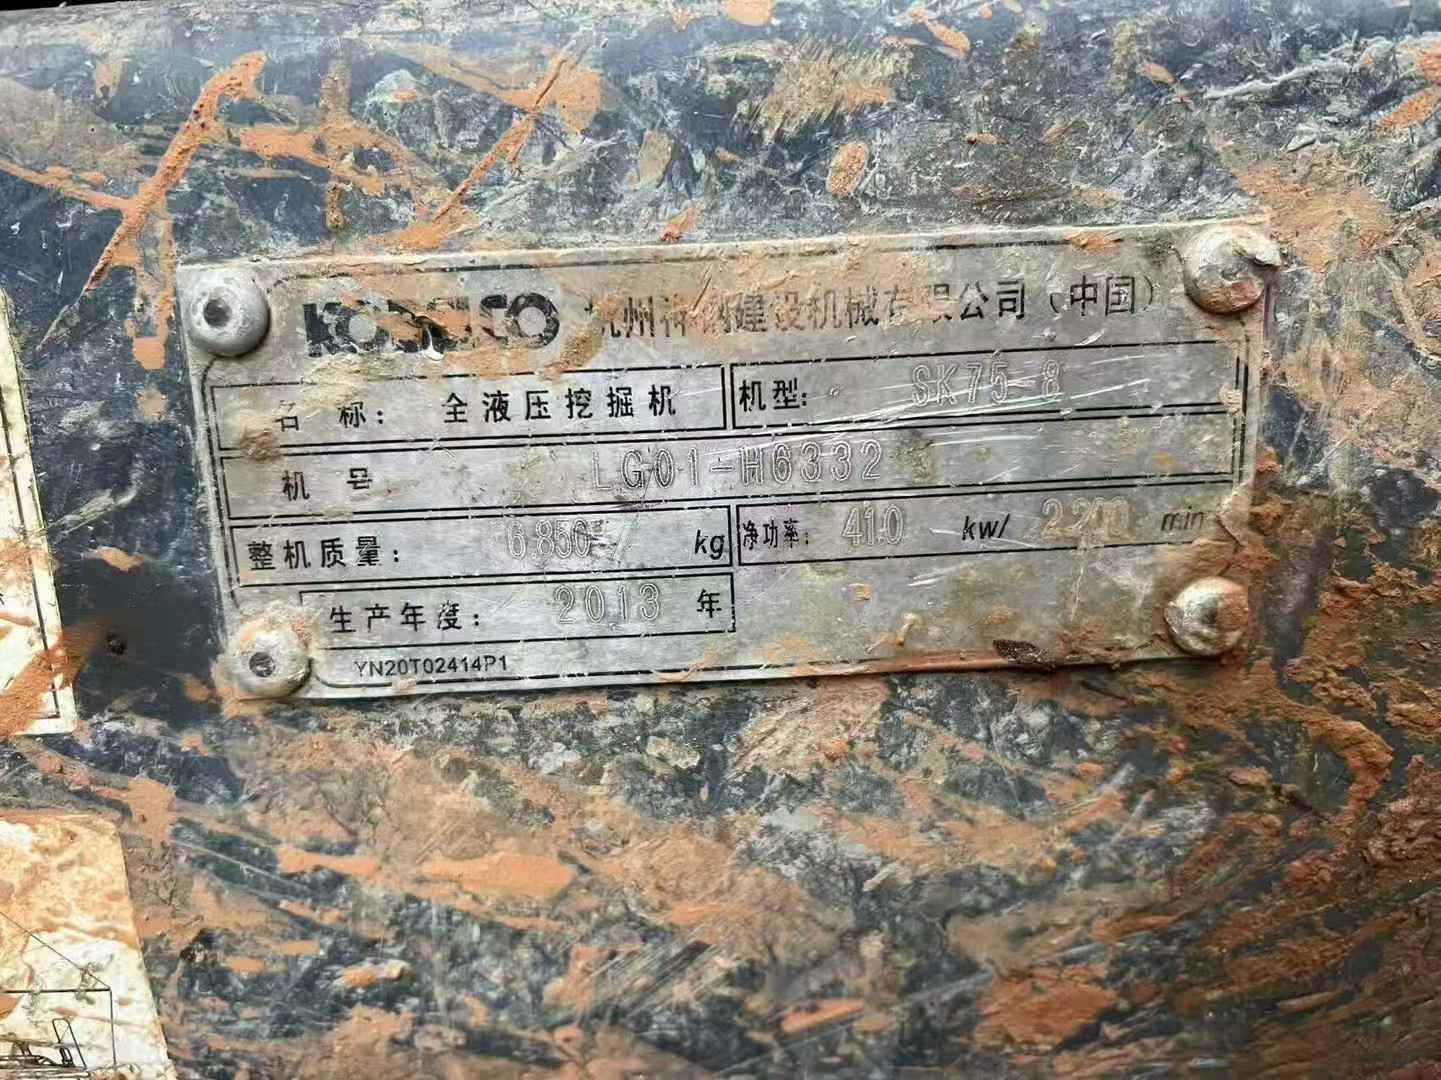 KOBELCO 杭州神钢建设机械有限公司（中国）
名 称： 全液压挖掘机 机型： SK75-8
机 号 LG01-H6332
整机质量： 6850 kg 净功率： 41.0 kw/ 2200 min
生产年度： 2013 年
YN20T02414P1